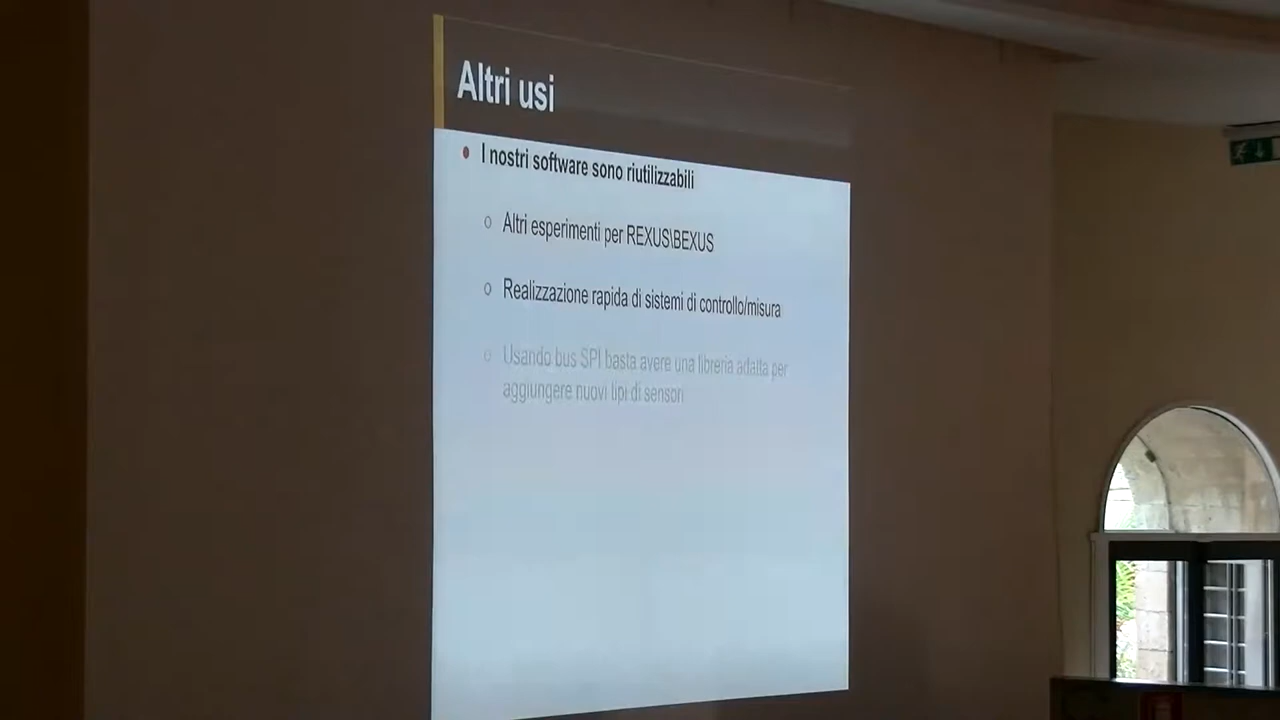 Altri usi
I nostri software sono riutilizzabili
Altri esperimenti per REXUS\BEXUS
Realizzazione rapida di sistemi di controllo/misura
Usando bus SPI basta avere una libreria adatta per
aggiungere nuovi tipi di sensori